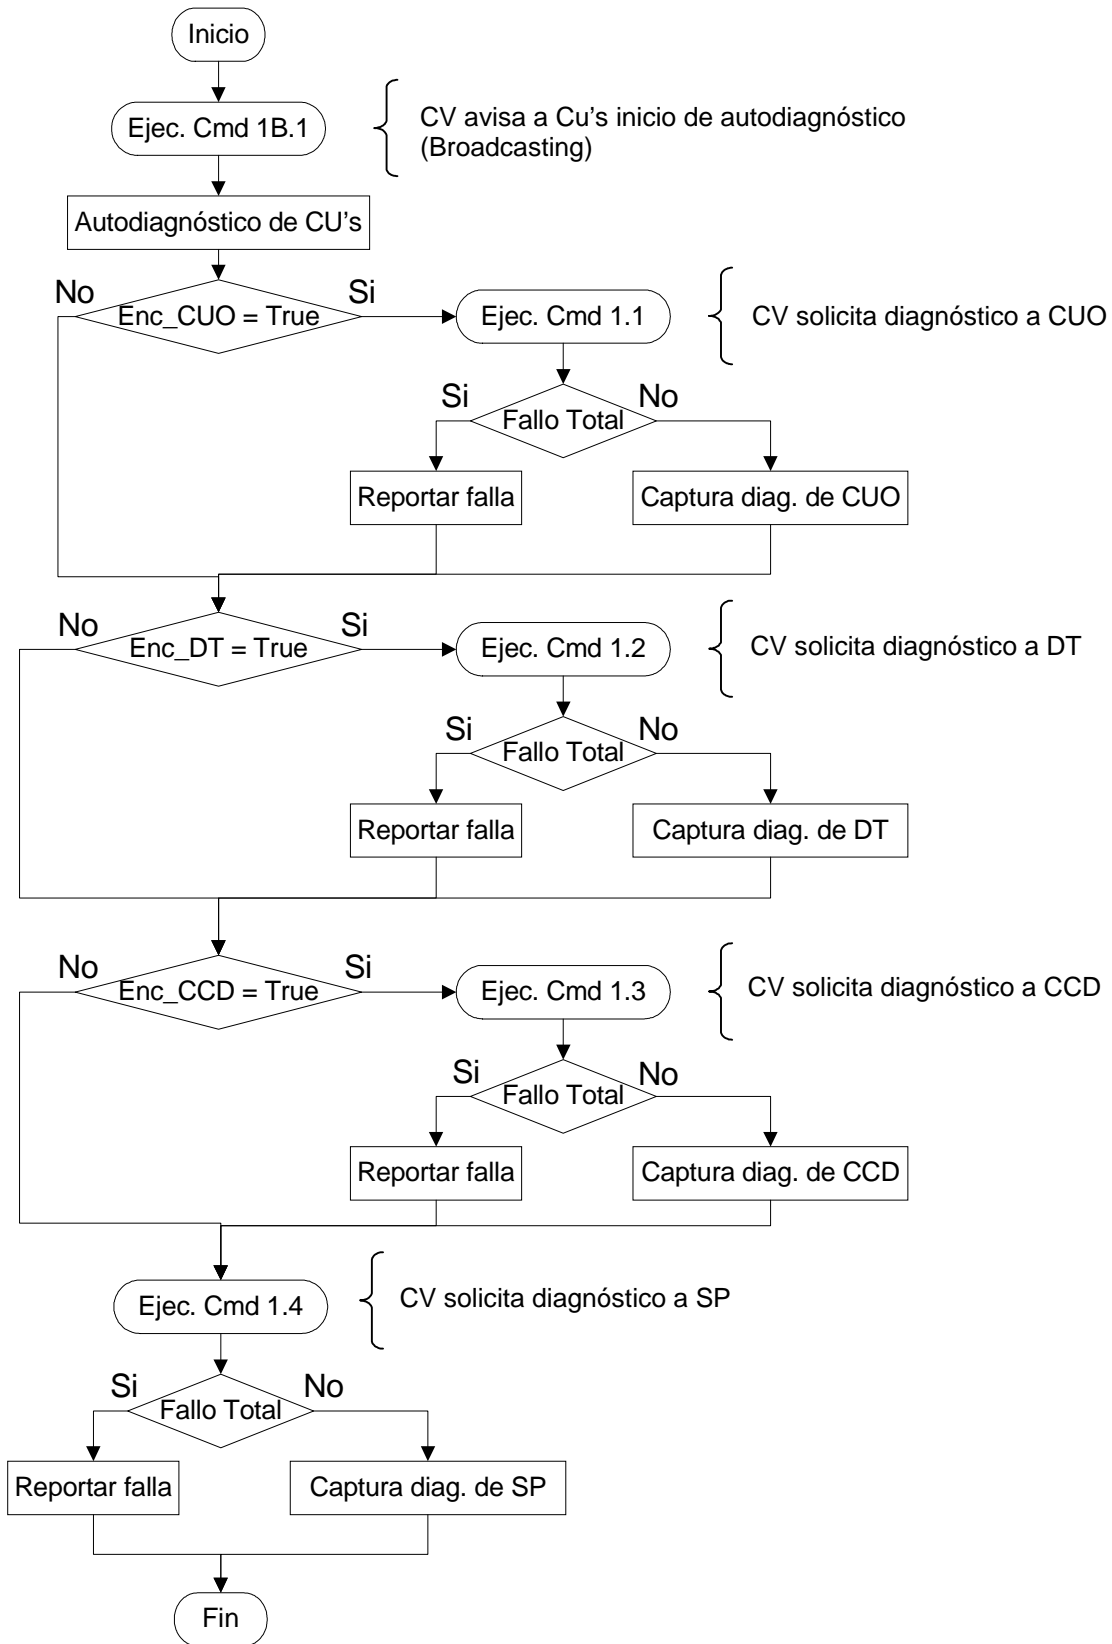 Inicio
Ejec. Cmd 1B.1
CV avisa a Cu's inicio de autodiagnóstico
(Broadcasting)
Autodiagnóstico de CU's
No
Si
Enc_CUO = True
Ejec. Cmd 1.1
CV solicita diagnóstico a CUO
Si
No
Fallo Total
Reportar falla
Captura diag. de CUO
No
Si
Enc_DT = True
Ejec. Cmd 1.2
CV solicita diagnóstico a DT
Si
No
Fallo Total
Reportar falla
Captura diag. de DT
No
Si
Enc_CCD = True
Ejec. Cmd 1.3
CV solicita diagnóstico a CCD
Si
No
Fallo Total
Reportar falla
Captura diag. de CCD
Ejec. Cmd 1.4
CV solicita diagnóstico a SP
Si
No
Fallo Total
Reportar falla
Captura diag. de SP
Fin